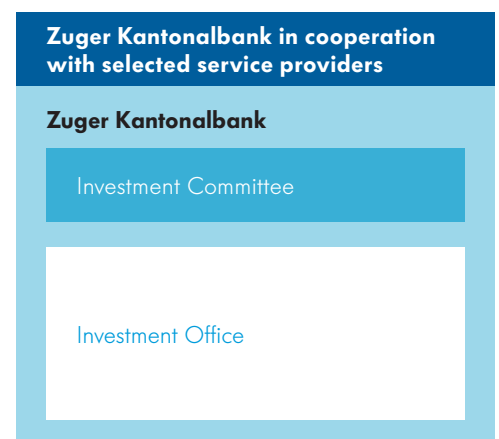 Zuger Kantonalbank in cooperation
with selected service providers
Zuger Kantonalbank
Investment Committee
Investment Office